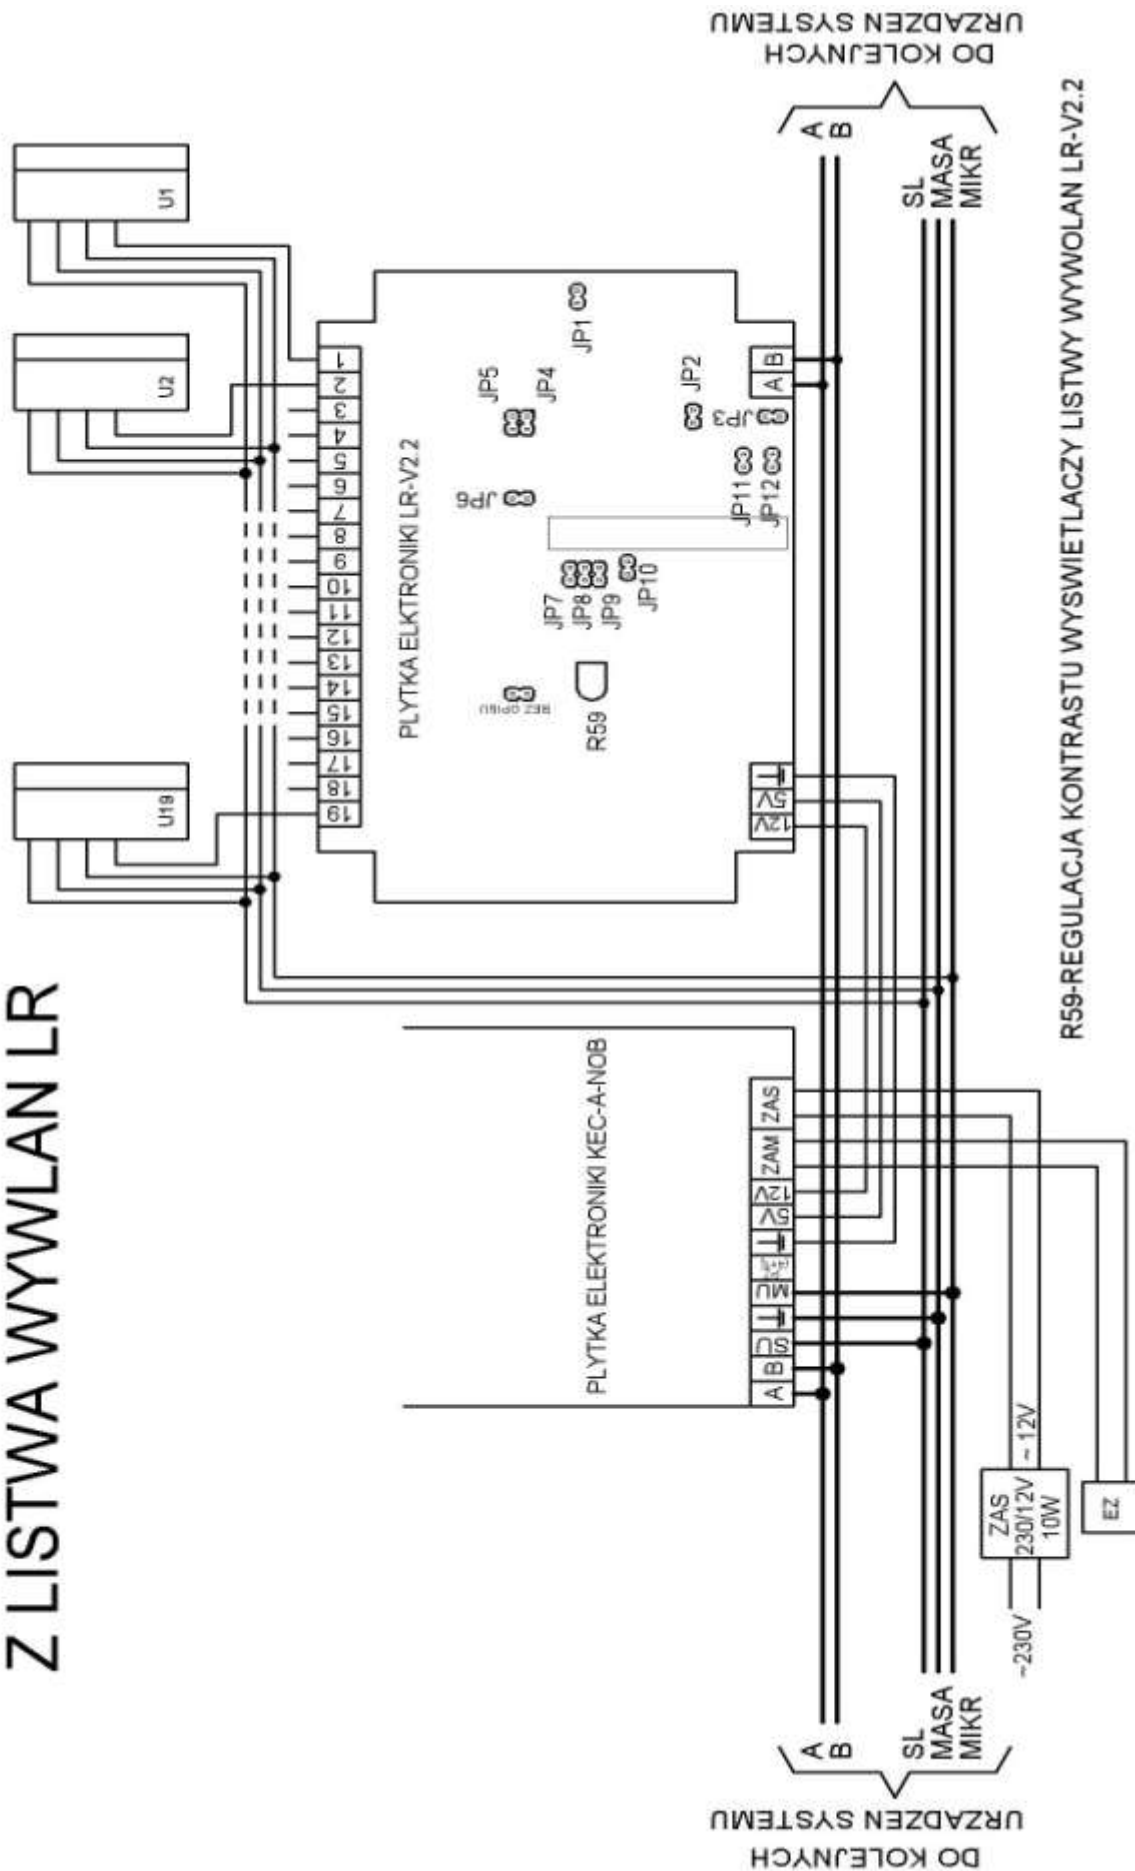 Z LISTWA WYWLAN LR
U19
U2
U1
19
18
17
16
15
14
13
12
11
10
9
8
7
6
5
4
3
2
1
PLYTKA ELKTRONIKI LR-V2.2
BEZ OPISU
R59
JP7
JP8
JP9
JP10
JP6
JP5
JP4
JP1
JP2
JP3
JP11
JP12
12V
5V
A
B
PLYTKA ELEKTRONIKI KEC-A-NOB
A
B
SU
MU
5V
12V
ZAM
ZAS
DO KOLEJNYCH
URZADZEN SYSTEMU
A
B
SL
MASA
MIKR
DO KOLEJNYCH
URZADZEN SYSTEMU
A
B
SL
MASA
MIKR
~230V
ZAS
230/12V
10W
~ 12V
EZ
R59-REGULACJA KONTRASTU WYSWIETLACZY LISTWY WYWOLAN LR-V2.2